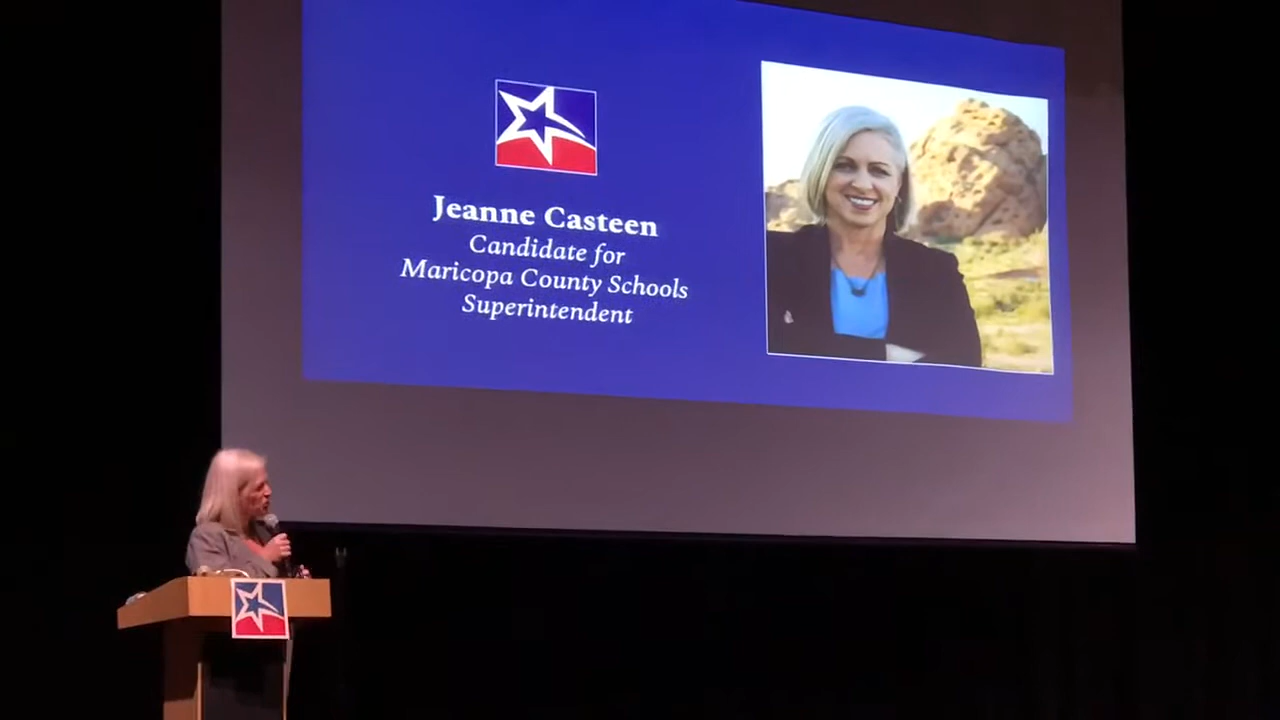 Jeanne Casteen
Candidate for
Maricopa County Schools
Superintendent